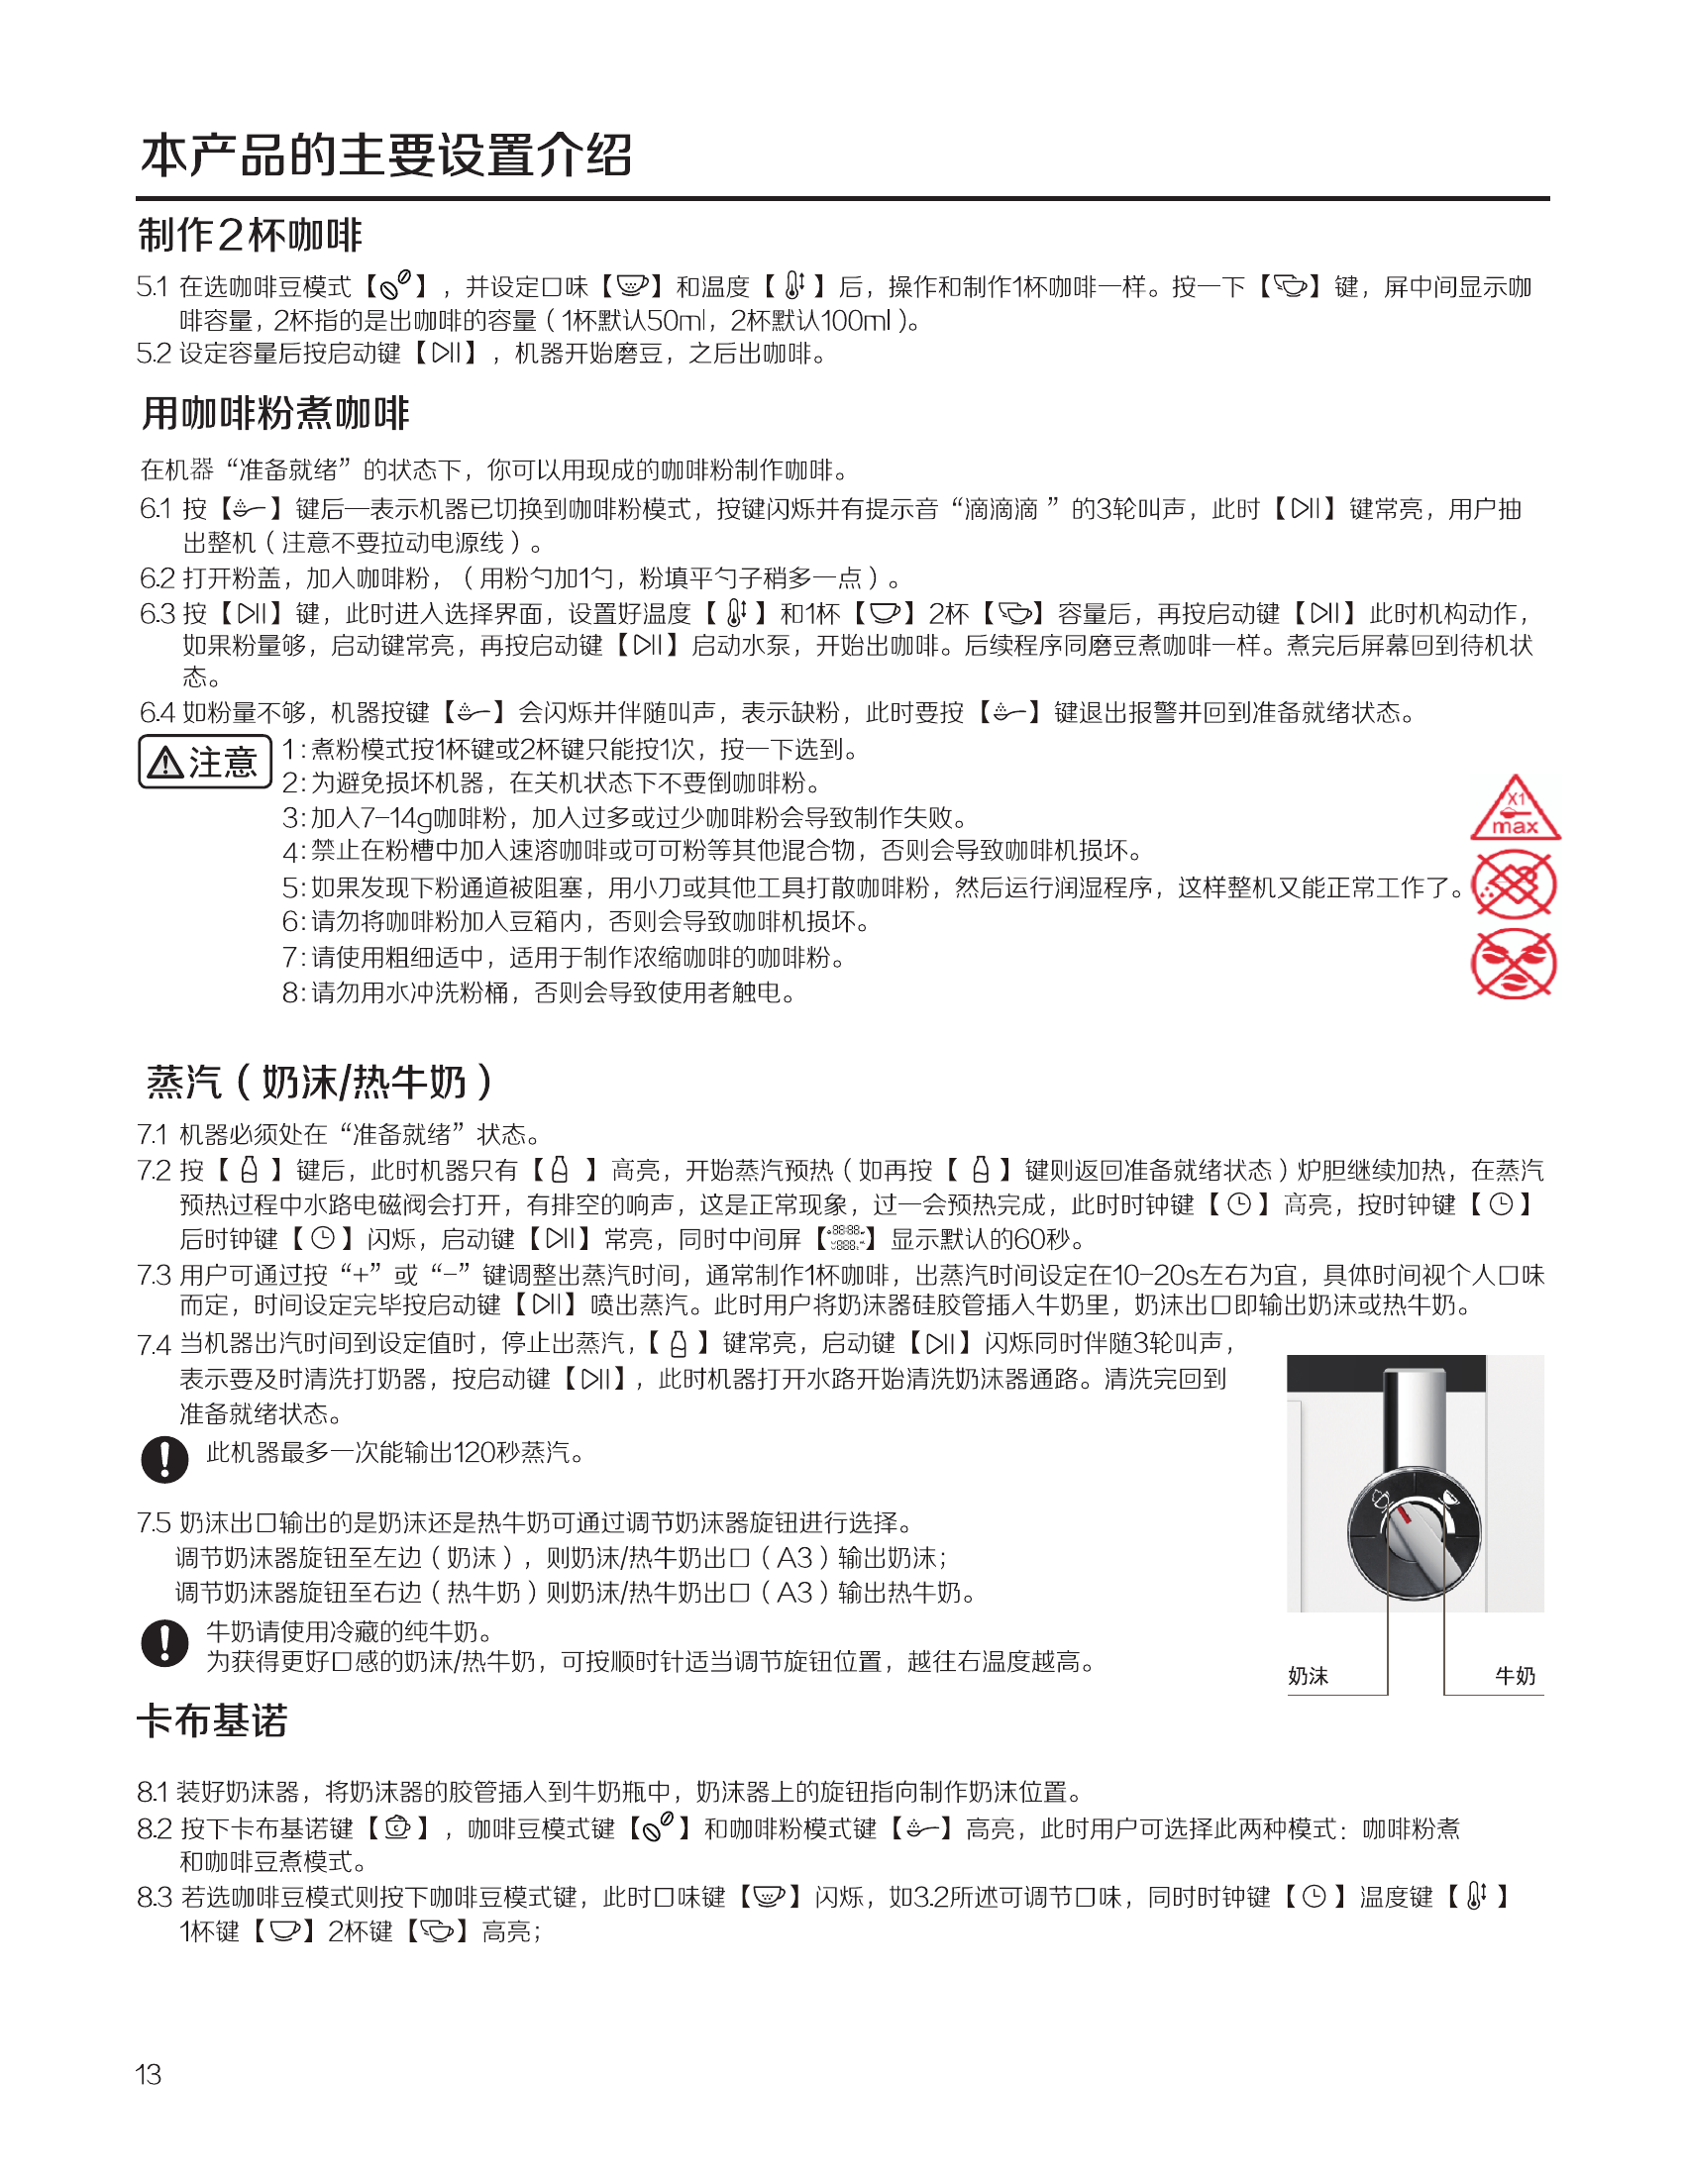 本产品的主要设置介绍
制作2杯咖啡
5.1 在选咖啡豆模式【】，并设定口味【】和温度【】后，操作和制作1杯咖啡一样。按一下【】键，屏中间显示咖
啡容量，2杯指的是出咖啡的容量（1杯默认50ml，2杯默认100ml）。
5.2 设定容量后按启动键【】，机器开始磨豆，之后出咖啡。
用咖啡粉煮咖啡
在机器“准备就绪”的状态下，你可以用现成的咖啡粉制作咖啡。
6.1 按【】键后—表示机器已切换到咖啡粉模式，按键闪烁并有提示音“滴滴滴 ”的3轮叫声，此时【】键常亮，用户抽
出整机（注意不要拉动电源线）。
6.2 打开粉盖，加入咖啡粉，（用粉勺加1勺，粉填平勺子稍多一点）。
6.3 按【】键，此时进入选择界面，设置好温度【】和1杯【】2杯【】容量后，再按启动键【】此时机构动作，
如果粉量够，启动键常亮，再按启动键【】启动水泵，开始出咖啡。后续程序同磨豆煮咖啡一样。煮完后屏幕回到待机状
态。
6.4 如粉量不够，机器按键【】会闪烁并伴随叫声，表示缺粉，此时要按【】键退出报警并回到准备就绪状态。
注意
1：煮粉模式按1杯键或2杯键只能按1次，按一下选到。
2：为避免损坏机器，在关机状态下不要倒咖啡粉。
3：加入7-14g咖啡粉，加入过多或过少咖啡粉会导致制作失败。
X1
max
4：禁止在粉槽中加入速溶咖啡或可可粉等其他混合物，否则会导致咖啡机损坏。
5：如果发现下粉通道被阻塞，用小刀或其他工具打散咖啡粉，然后运行润湿程序，这样整机又能正常工作了。
6：请勿将咖啡粉加入豆箱内，否则会导致咖啡机损坏。
7：请使用粗细适中，适用于制作浓缩咖啡的咖啡粉。
8：请勿用水冲洗粉桶，否则会导致使用者触电。
蒸汽（奶沫/热牛奶）
7.1 机器必须处在“准备就绪”状态。
7.2 按【】键后，此时机器只有【】高亮，开始蒸汽预热（如再按【】键则返回准备就绪状态）炉胆继续加热，在蒸汽
预热过程中水路电磁阀会打开，有排空的响声，这是正常现象，过一会预热完成，此时时钟键【】高亮，按时钟键【】
后时钟键【】闪烁，启动键【】常亮，同时中间屏【】显示默认的60秒。
7.3 用户可通过按“+”或“-”键调整出蒸汽时间，通常制作1杯咖啡，出蒸汽时间设定在10-20s左右为宜，具体时间视个人口味
而定，时间设定完毕按启动键【】喷出蒸汽。此时用户将奶沫器硅胶管插入牛奶里，奶沫出口即输出奶沫或热牛奶。
7.4 当机器出汽时间到设定值时，停止出蒸汽，【】键常亮，启动键【】闪烁同时伴随3轮叫声，
表示要及时清洗打奶器，按启动键【】，此时机器打开水路开始清洗奶沫器通路。清洗完回到
准备就绪状态。
此机器最多一次能输出120秒蒸汽。
7.5 奶沫出口输出的是奶沫还是热牛奶可通过调节奶沫器旋钮进行选择。
调节奶沫器旋钮至左边（奶沫），则奶沫/热牛奶出口（A3）输出奶沫；
调节奶沫器旋钮至右边（热牛奶）则奶沫/热牛奶出口（A3）输出热牛奶。
牛奶请使用冷藏的纯牛奶。
为获得更好口感的奶沫/热牛奶，可按顺时针适当调节旋钮位置，越往右温度越高。
奶沫 牛奶
卡布基诺
8.1 装好奶沫器，将奶沫器的胶管插入到牛奶瓶中，奶沫器上的旋钮指向制作奶沫位置。
8.2 按下卡布基诺键【】，咖啡豆模式键【】和咖啡粉模式键【】高亮，此时用户可选择此两种模式：咖啡粉煮
和咖啡豆煮模式。
8.3 若选咖啡豆模式则按下咖啡豆模式键，此时口味键【】闪烁，如3.2所述可调节口味，同时时钟键【】温度键【】
1杯键【】2杯键【】高亮；
13